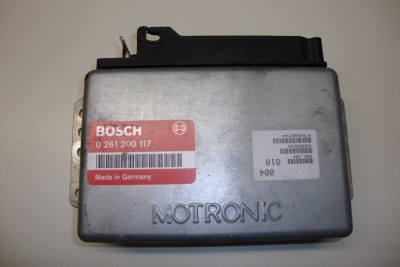 BOSCH
0 261 200 117
Made in Germany
004
810
MOTRONIC